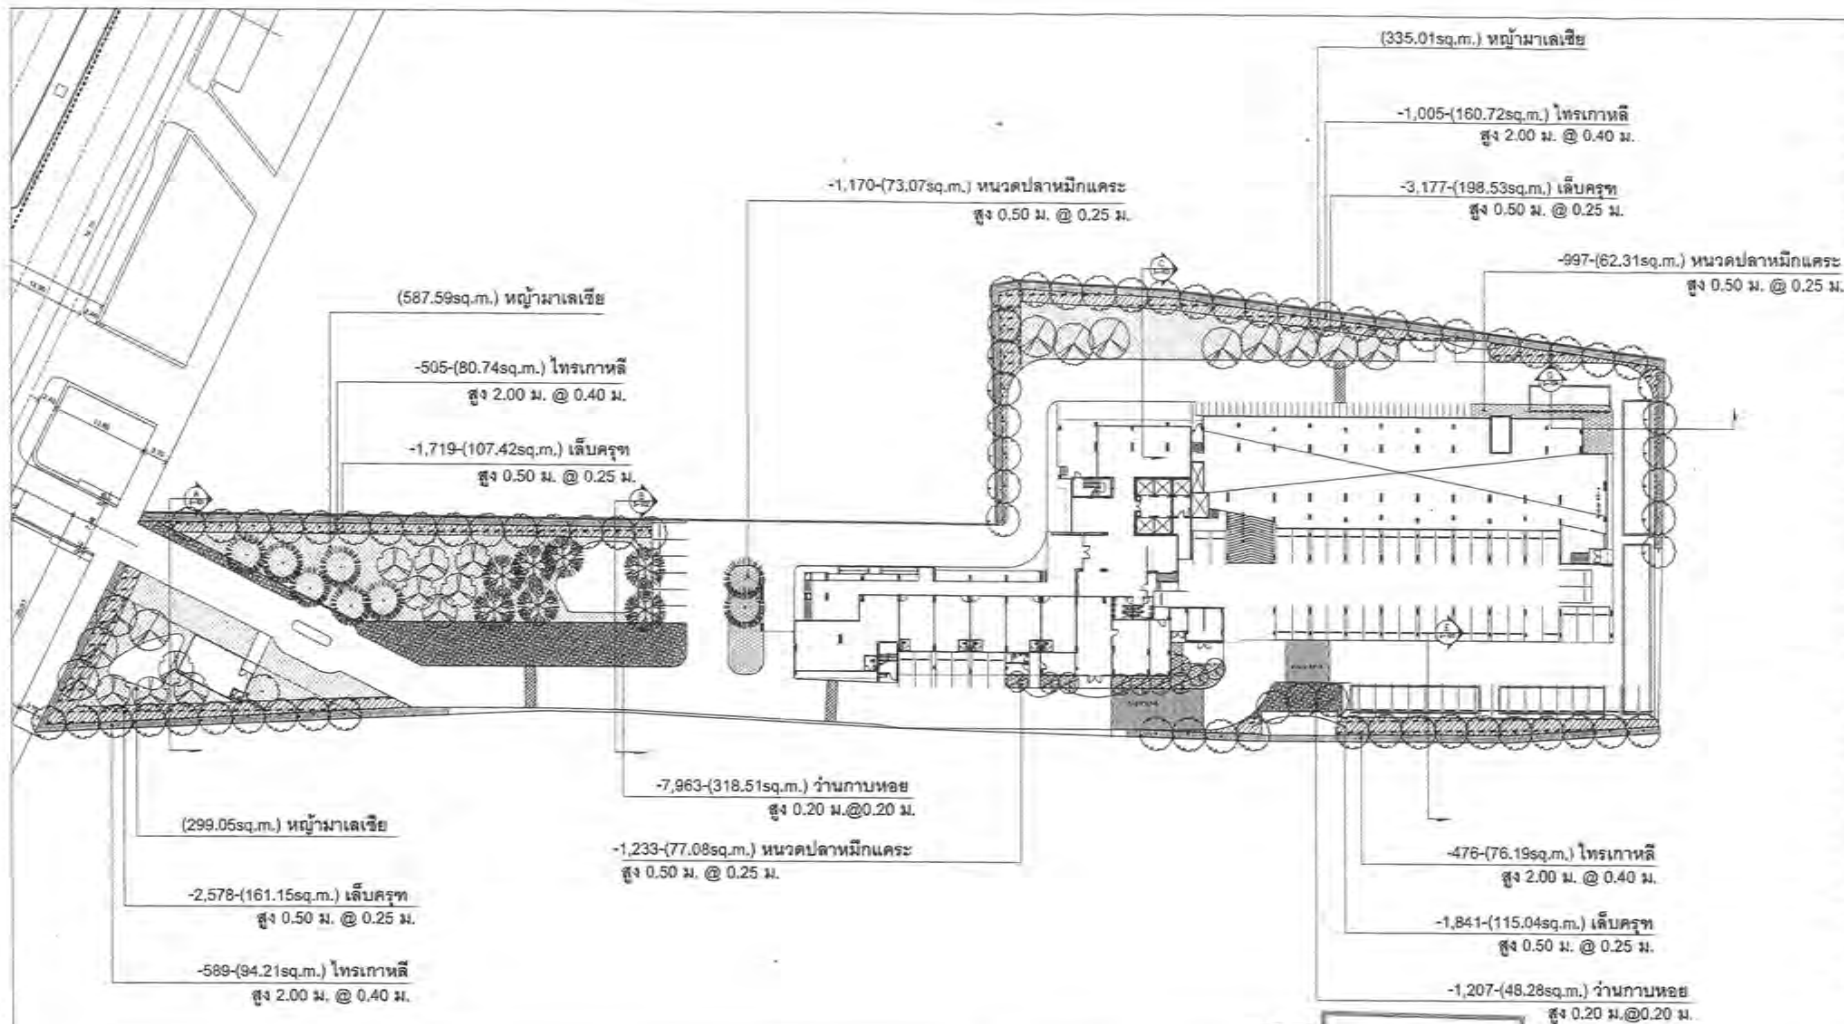 (335.01sq.m.) หญ้ามาเลเซีย
-1,005-(160.72sq.m.) ไทรเกาหลี
สูง 2.00 ม. @ 0.40 ม.
-1,170-(73.07sq.m.) หนวดปลาหมึกแคระ
สูง 0.50 ม. @ 0.25 ม.
-3,177-(198.53sq.m.) เล็บครุฑ
สูง 0.50 ม. @ 0.25 ม.
-997-(62.31sq.m.) หนวดปลาหมึกแคระ
สูง 0.50 ม. @ 0.25 ม.
(587.59sq.m.) หญ้ามาเลเซีย
-505-(80.74sq.m.) ไทรเกาหลี
สูง 2.00 ม. @ 0.40 ม.
-1,719-(107.42sq.m.) เล็บครุฑ
สูง 0.50 ม. @ 0.25 ม.
-7,963-(318.51sq.m.) ว่านกาบหอย
สูง 0.20 ม.@0.20 ม.
(299.05sq.m.) หญ้ามาเลเซีย
-1,233-(77.08sq.m.) หนวดปลาหมึกแคระ
สูง 0.50 ม. @ 0.25 ม.
-476-(76.19sq.m.) ไทรเกาหลี
สูง 2.00 ม. @ 0.40 ม.
-2,578-(161.15sq.m.) เล็บครุฑ
สูง 0.50 ม. @ 0.25 ม.
-1,841-(115.04sq.m.) เล็บครุฑ
สูง 0.50 ม. @ 0.25 ม.
-589-(94.21sq.m.) ไทรเกาหลี
สูง 2.00 ม. @ 0.40 ม.
-1,207-(48.28sq.m.) ว่านกาบหอย
สูง 0.20 ม.@0.20 ม.